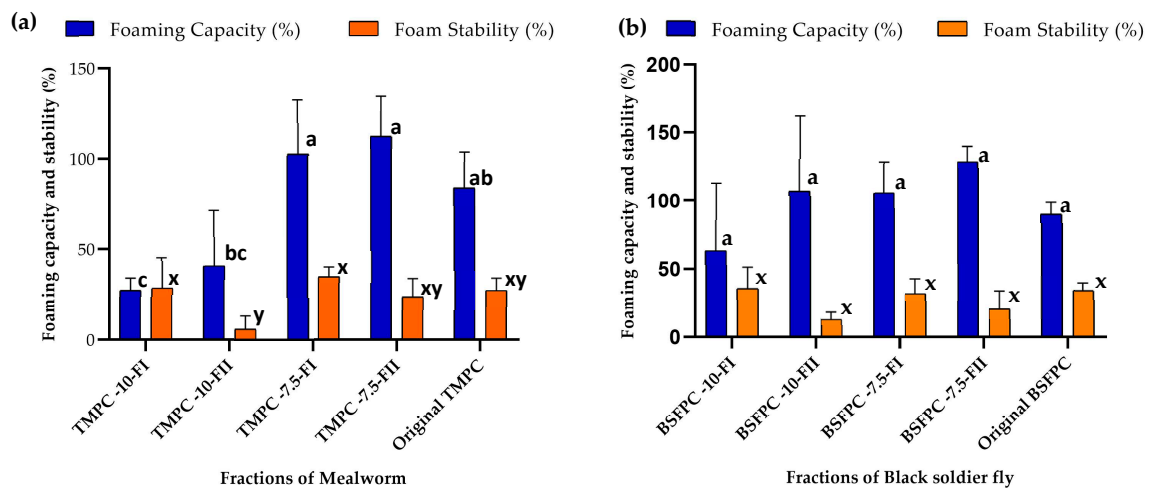 (a)
Foaming Capacity (%)
Foam Stability (%)
Foaming capacity and stability (%)
150
100
50
0
c
x
bc
y
a
x
a
xy
ab
xy
TMPC -10-FI
TMPC -10-FII
TMPC -7.5-FI
TMPC -7.5-FII
Original TMPC
Fractions of Mealworm
(b)
Foaming Capacity (%)
Foam Stability (%)
Foaming capacity and stability (%)
200
150
100
50
0
a
x
a
x
a
x
a
x
a
x
BSFPC -10-FI
BSFPC -10-FII
BSFPC -7.5-FI
BSFPC -7.5-FII
Original BSFPC
Fractions of Black soldier fly